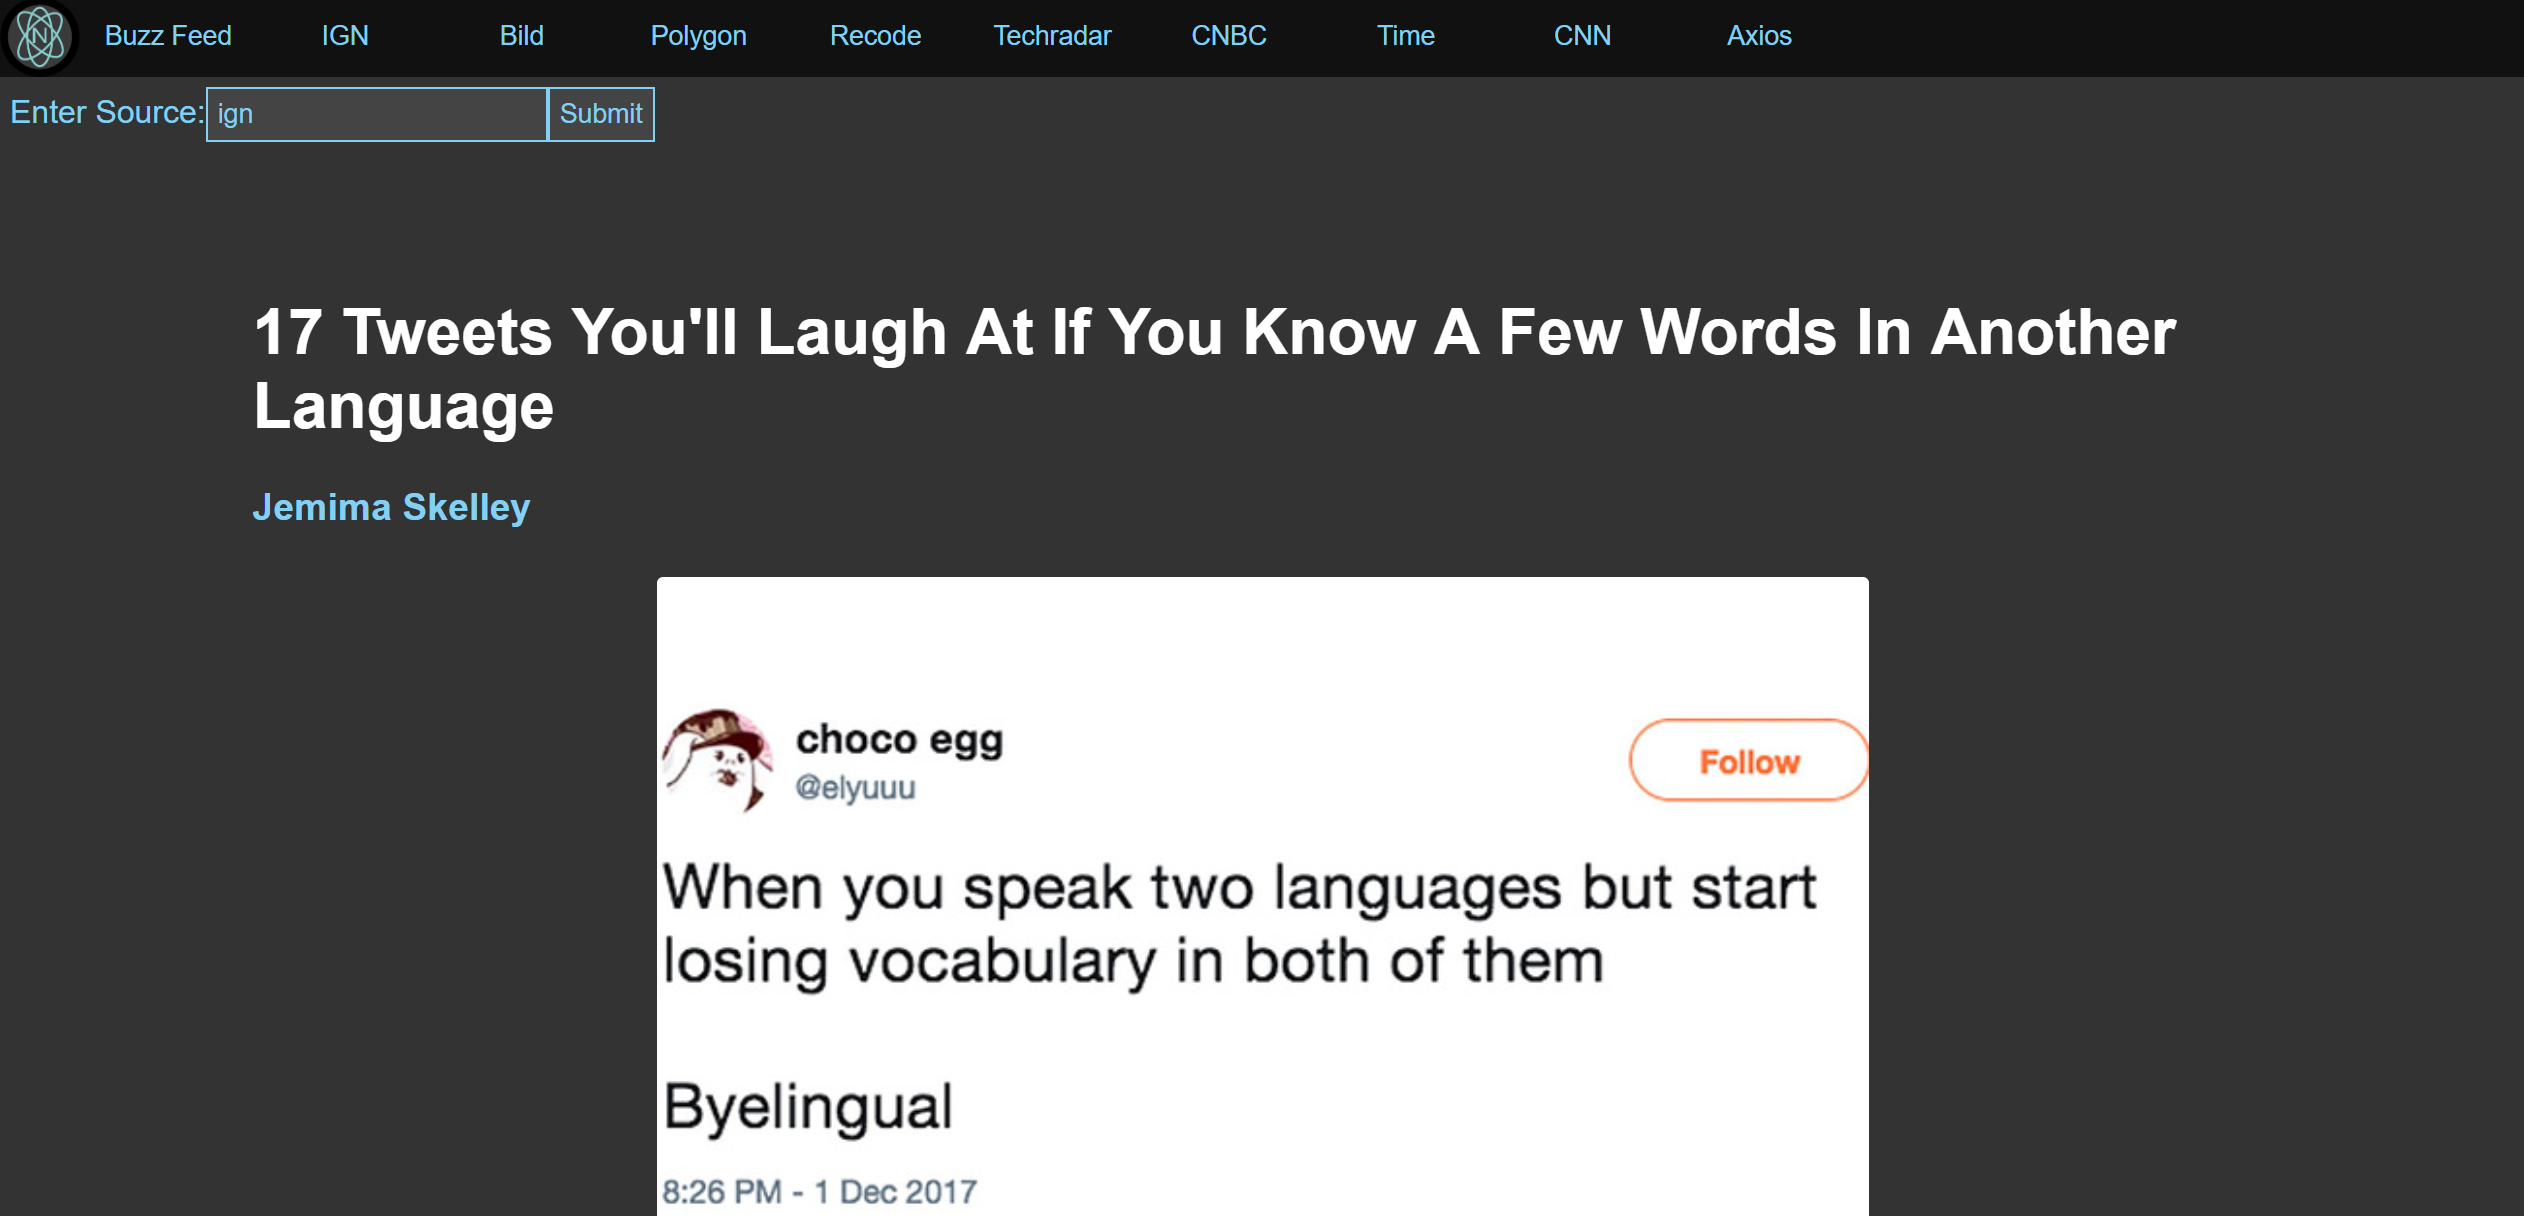 N
Buzz Feed IGN Bild Polygon Recode Techradar CNBC Time CNN Axios
Enter Source: ign Submit
17 Tweets You'll Laugh At If You Know A Few Words In Another
Language
Jemima Skelley
choco egg
@elyuuu
Follow
When you speak two languages but start
losing vocabulary in both of them
Byelingual
8:26 PM - 1 Dec 2017